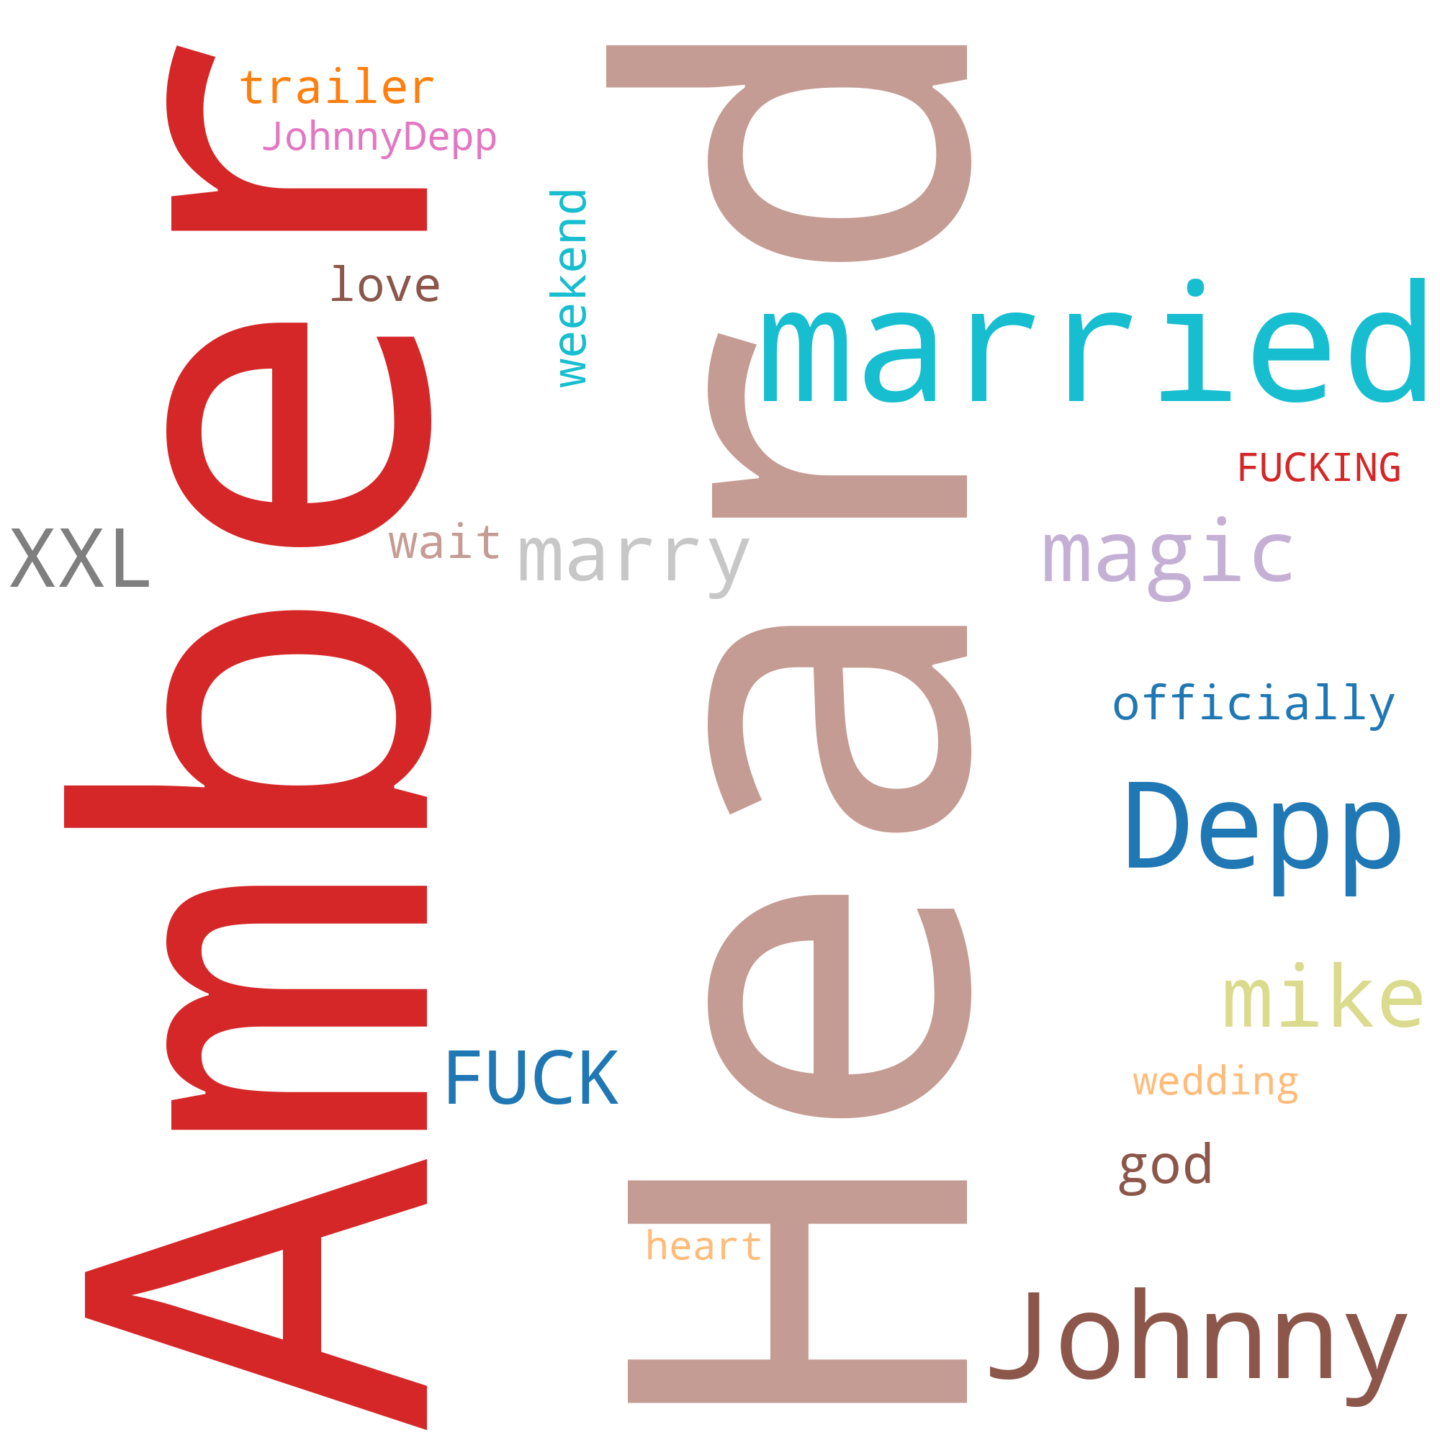 trailer
JohnnyDepp
weekend
love
married
FUCKING
XXL
wait
marry
magic
officially
Depp
Amber
Heard
mike
FUCK
wedding
god
heart
Johnny